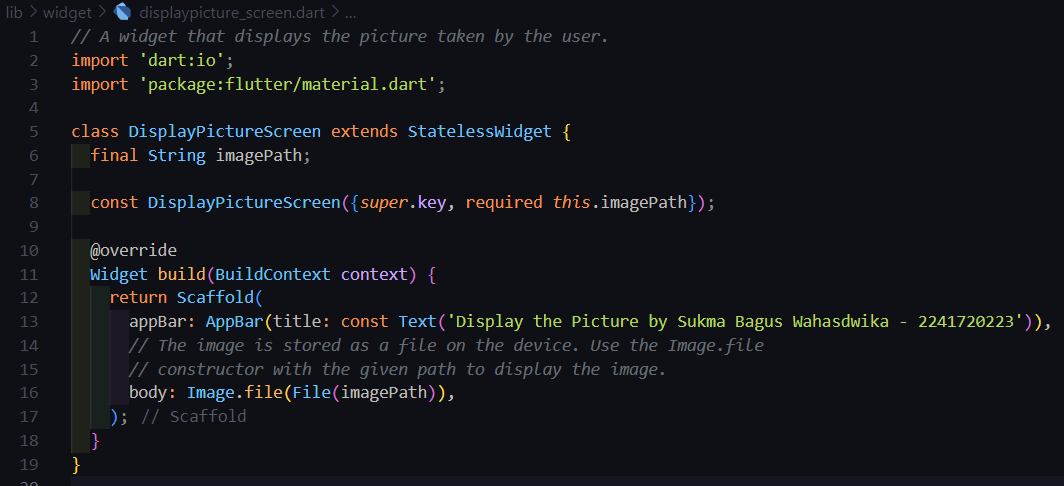 lib > widget > displaypicture_screen.dart > ...
1 // A widget that displays the picture taken by the user.
2 import 'dart:io';
3 import 'package:flutter/material.dart';
4
5 class DisplayPictureScreen extends StatelessWidget {
6   final String imagePath;
7
8   const DisplayPictureScreen({super.key, required this.imagePath});
9
10   @override
11   Widget build(BuildContext context) {
12     return Scaffold(
13       appBar: AppBar(title: const Text('Display the Picture by Sukma Bagus Wahasdwika - 2241720223')),
14       // The image is stored as a file on the device. Use the Image.file
15       // constructor with the given path to display the image.
16       body: Image.file(File(imagePath)),
17     ); // Scaffold
18   }
19 }
20